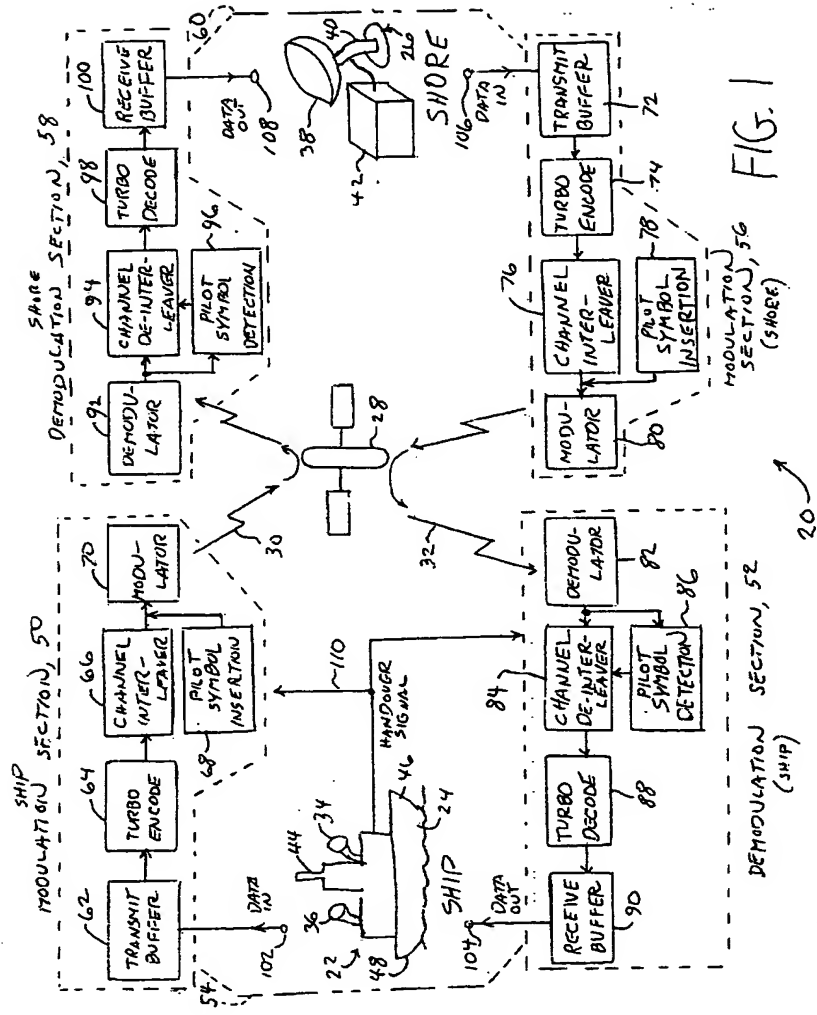 SHIP
MODULATION SECTION, 50
62
TRANSMIT
BUFFER
64
TURBO
ENCODE
66
CHANNEL
INTER-
LEAVER
68
PILOT
SYMBOL
INSERTION
70
MODU-
LATOR
SHORE
DEMODULATION SECTION, 58
92
DEMODU-
LATOR
94
CHANNEL
DE-INTER-
LEAVER
96
PILOT
SYMBOL
DETECTION
98
TURBO
DECODE
100
RECEIVE
BUFFER
54
DATA
IN
102
110
30
60
DATA
OUT
108
36
44
34
22
46
24
48
SHIP
HANDOVER
SIGNAL
28
32
38
40
26
42
SHORE
104
DATA
OUT
106
DATA
IN
RECEIVE
BUFFER
90
TURBO
DECODE
88
84
CHANNEL
DE-INTER-
LEAVER
PILOT
SYMBOL
DETECTION
86
DEMODU-
LATOR
82
DEMODULATION SECTION, 52
(SHIP)
MODU-
LATOR
80
76
CHANNEL
INTER-
LEAVER
78
PILOT
SYMBOL
INSERTION
TURBO
ENCODE
74
TRANSMIT
BUFFER
72
MODULATION
SECTION, 56
(SHORE)
20
FIG. 1